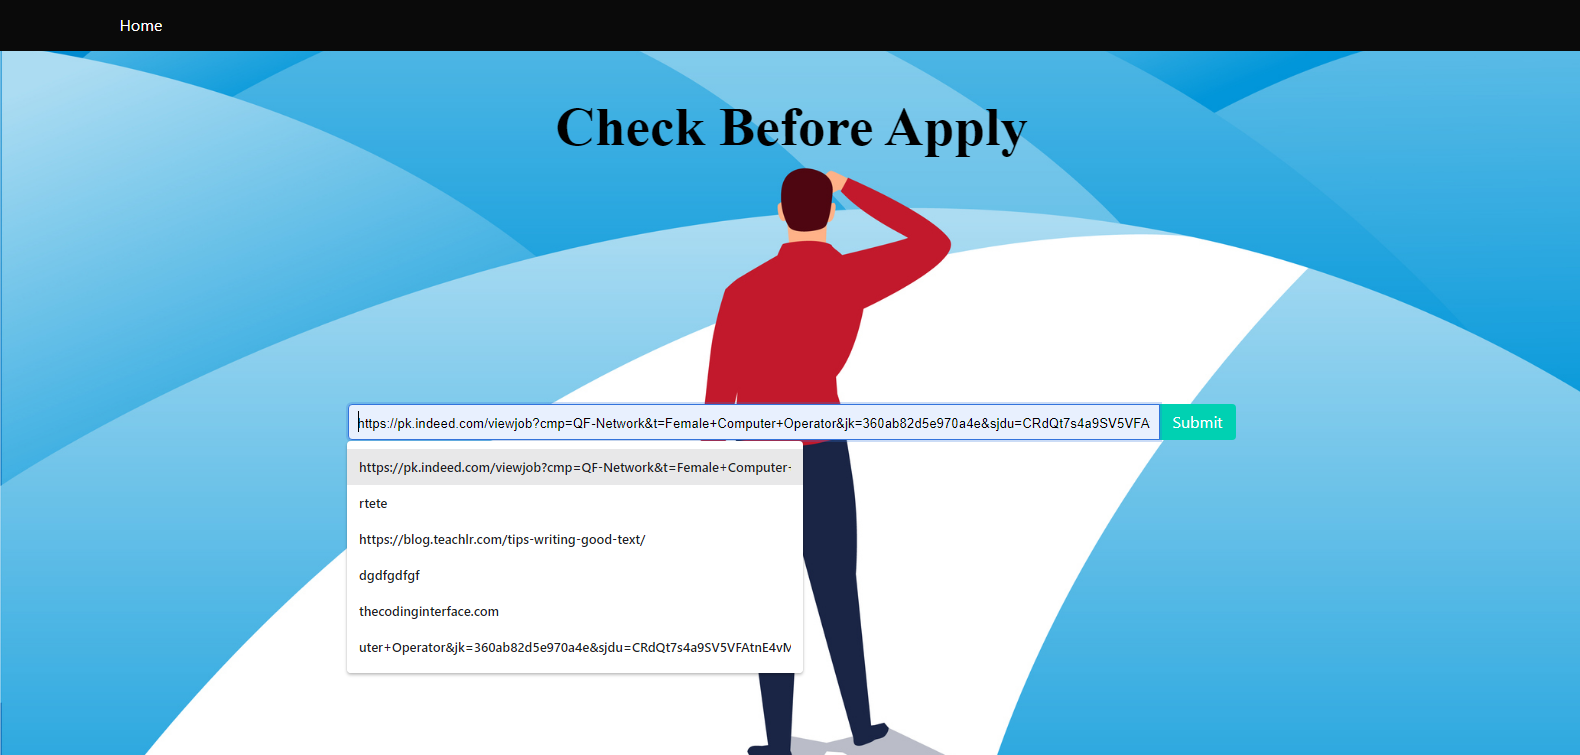 Home
Check Before Apply
https://pk.indeed.com/viewjob?cmp=QF-Network&t=Female+Computer+Operator&jk=360ab82d5e970a4e&sjdu=CRdQt7s4a9SV5VFA
Submit
https://pk.indeed.com/viewjob?cmp=QF-Network&t=Female+Computer-
rtete
https://blog.teachlr.com/tips-writing-good-text/
dgdfgdfgf
thecodinginterface.com
uter+Operator&jk=360ab82d5e970a4e&sjdu=CRdQt7s4a9SV5VFAtnE4vM